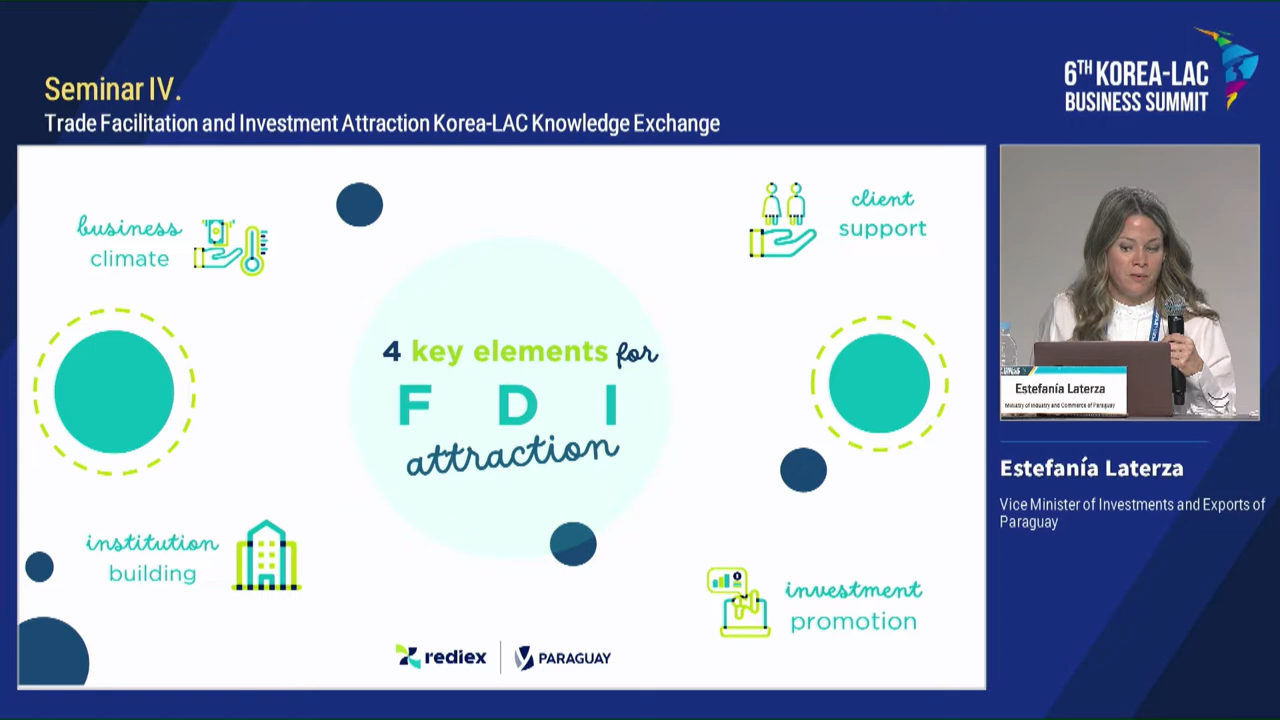 Seminar IV.
Trade Facilitation and Investment Attraction Korea-LAC Knowledge Exchange
6TH KOREA-LAC
BUSINESS SUMMIT
business
climate
client
support
4 key elements for
F D I
attraction
institution
building
investment
promotion
rediex
PARAGUAY
Estefanía Laterza
Ministry of Industry and Commerce of Paraguay
Estefanía Laterza
Vice Minister of Investments and Exports of
Paraguay